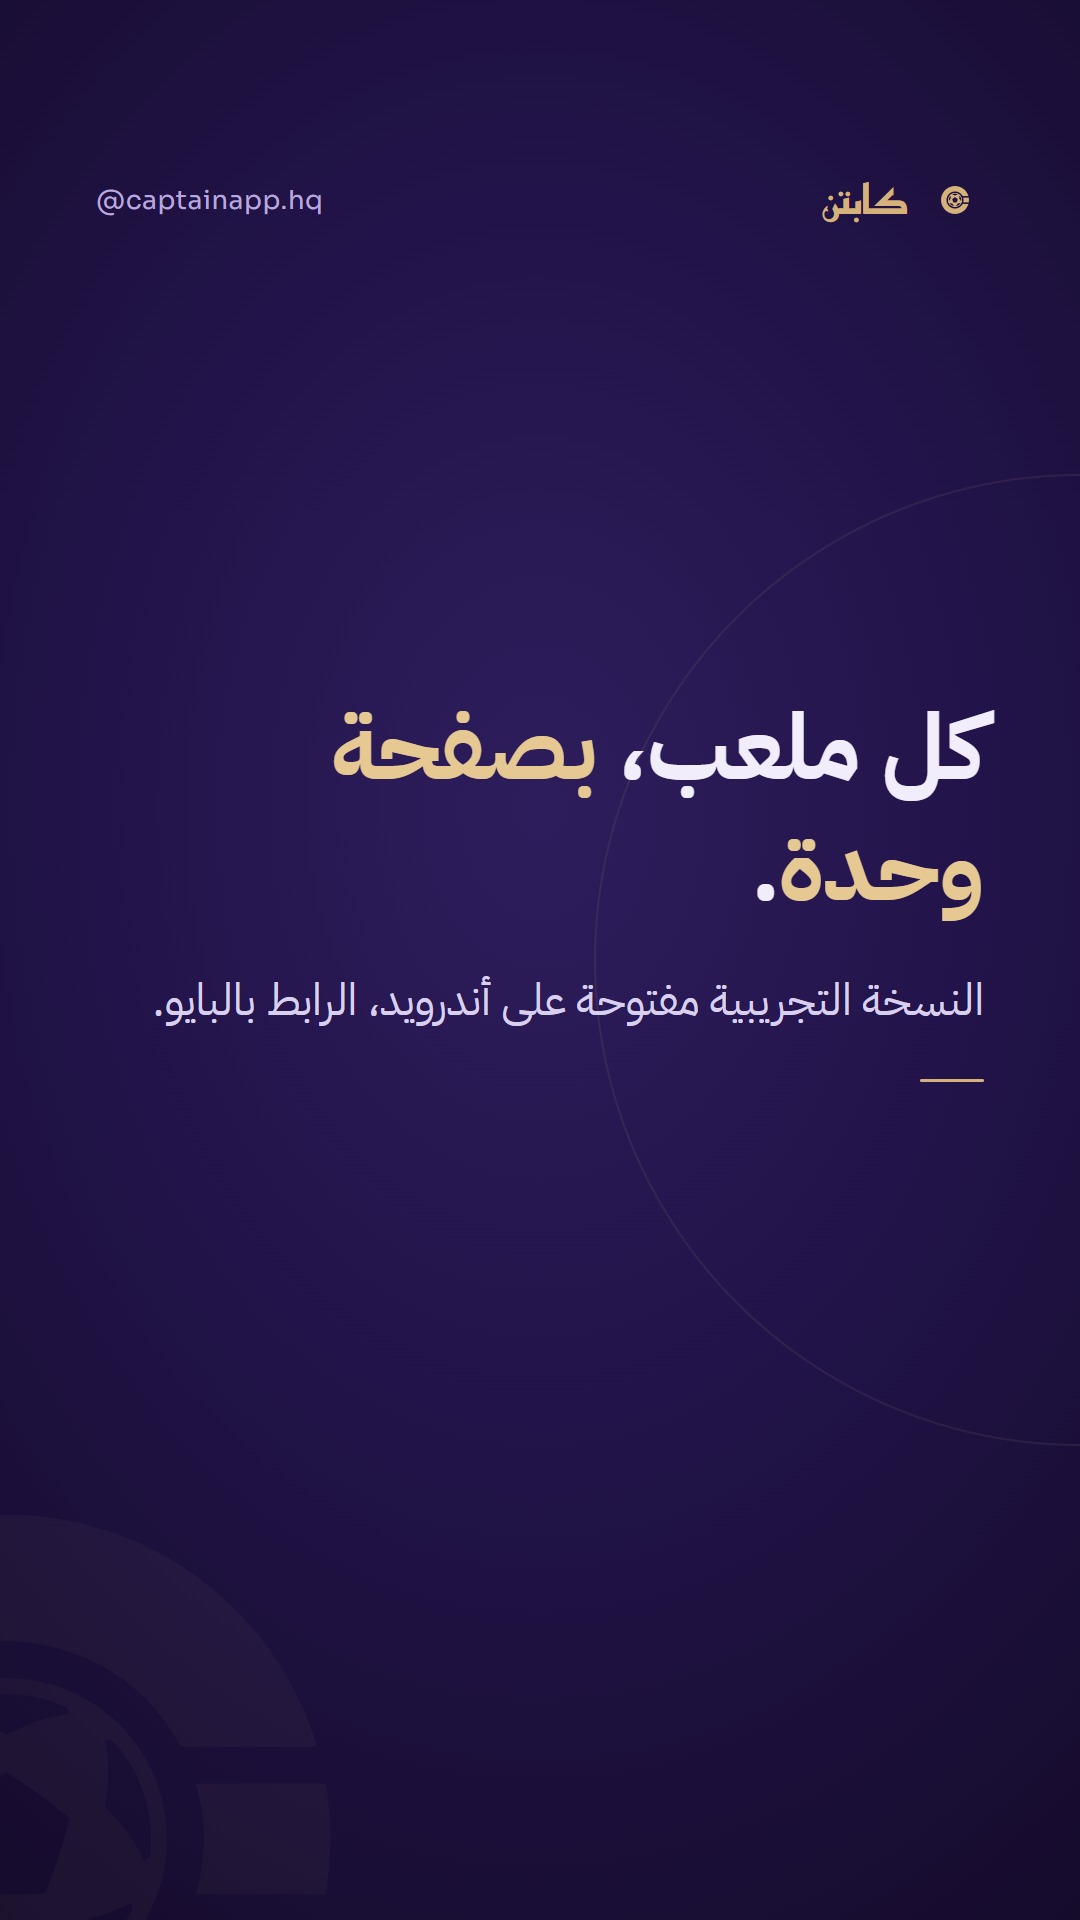 كابتن
@captainapp.hq
كل ملعب، بصفحة
وحدة.
النسخة التجريبية مفتوحة على أندرويد، الرابط بالبايو.